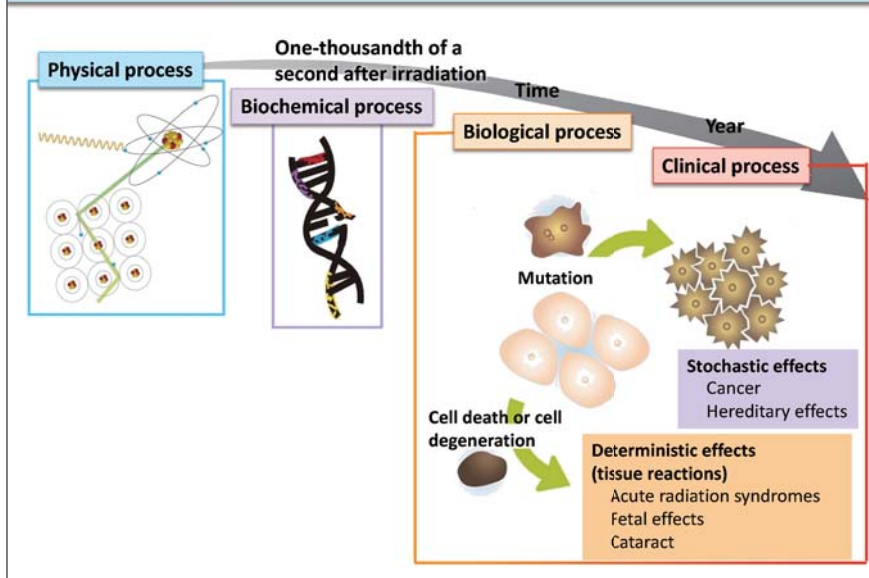 Physical process
One-thousandth of a
second after irradiation
Time
Year
Biochemical process
Biological process
Clinical process
Mutation
Stochastic effects
Cancer
Hereditary effects
Cell death or cell
degeneration
Deterministic effects
(tissue reactions)
Acute radiation syndromes
Fetal effects
Cataract